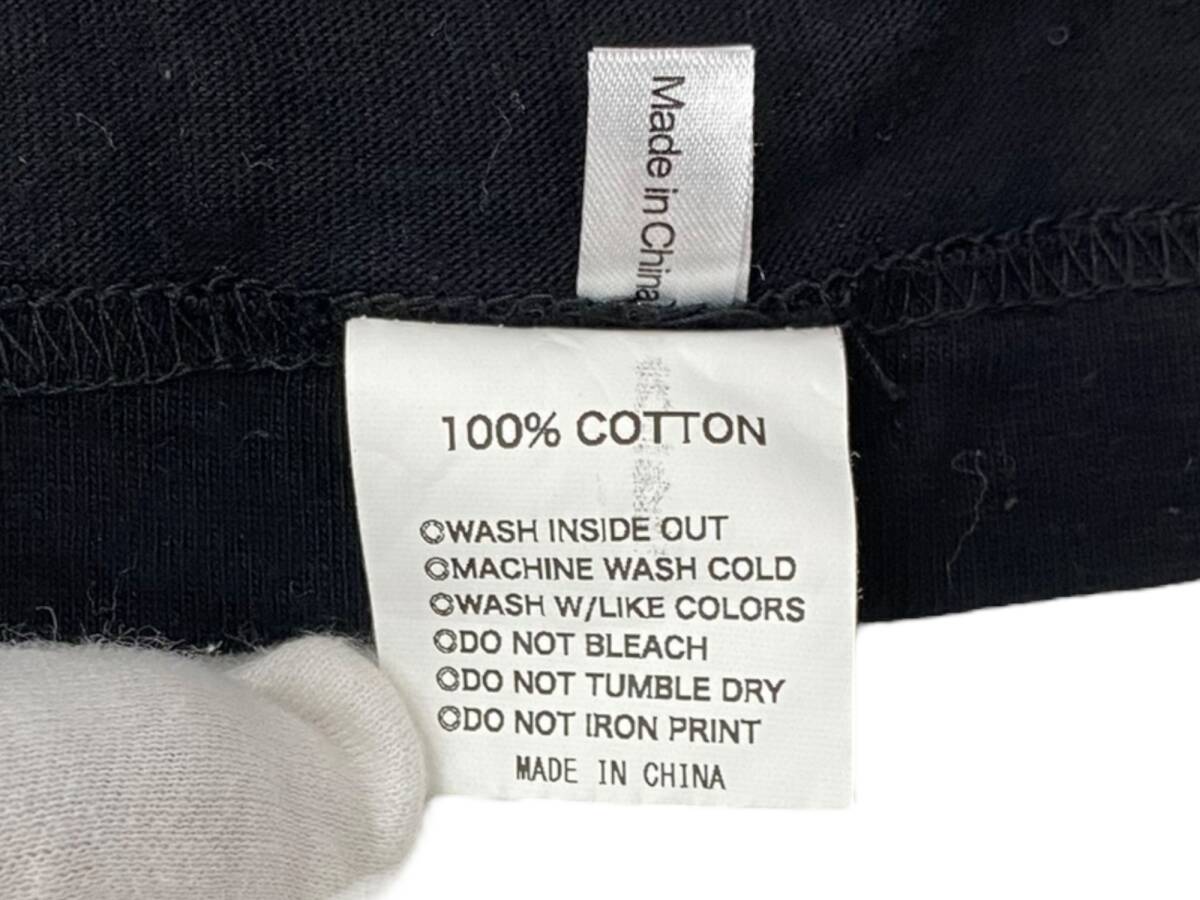 Made in China
100% COTTON
◎WASH INSIDE OUT
◎MACHINE WASH COLD
◎WASH W/LIKE COLORS
◎DO NOT BLEACH
◎DO NOT TUMBLE DRY
◎DO NOT IRON PRINT
MADE IN CHINA